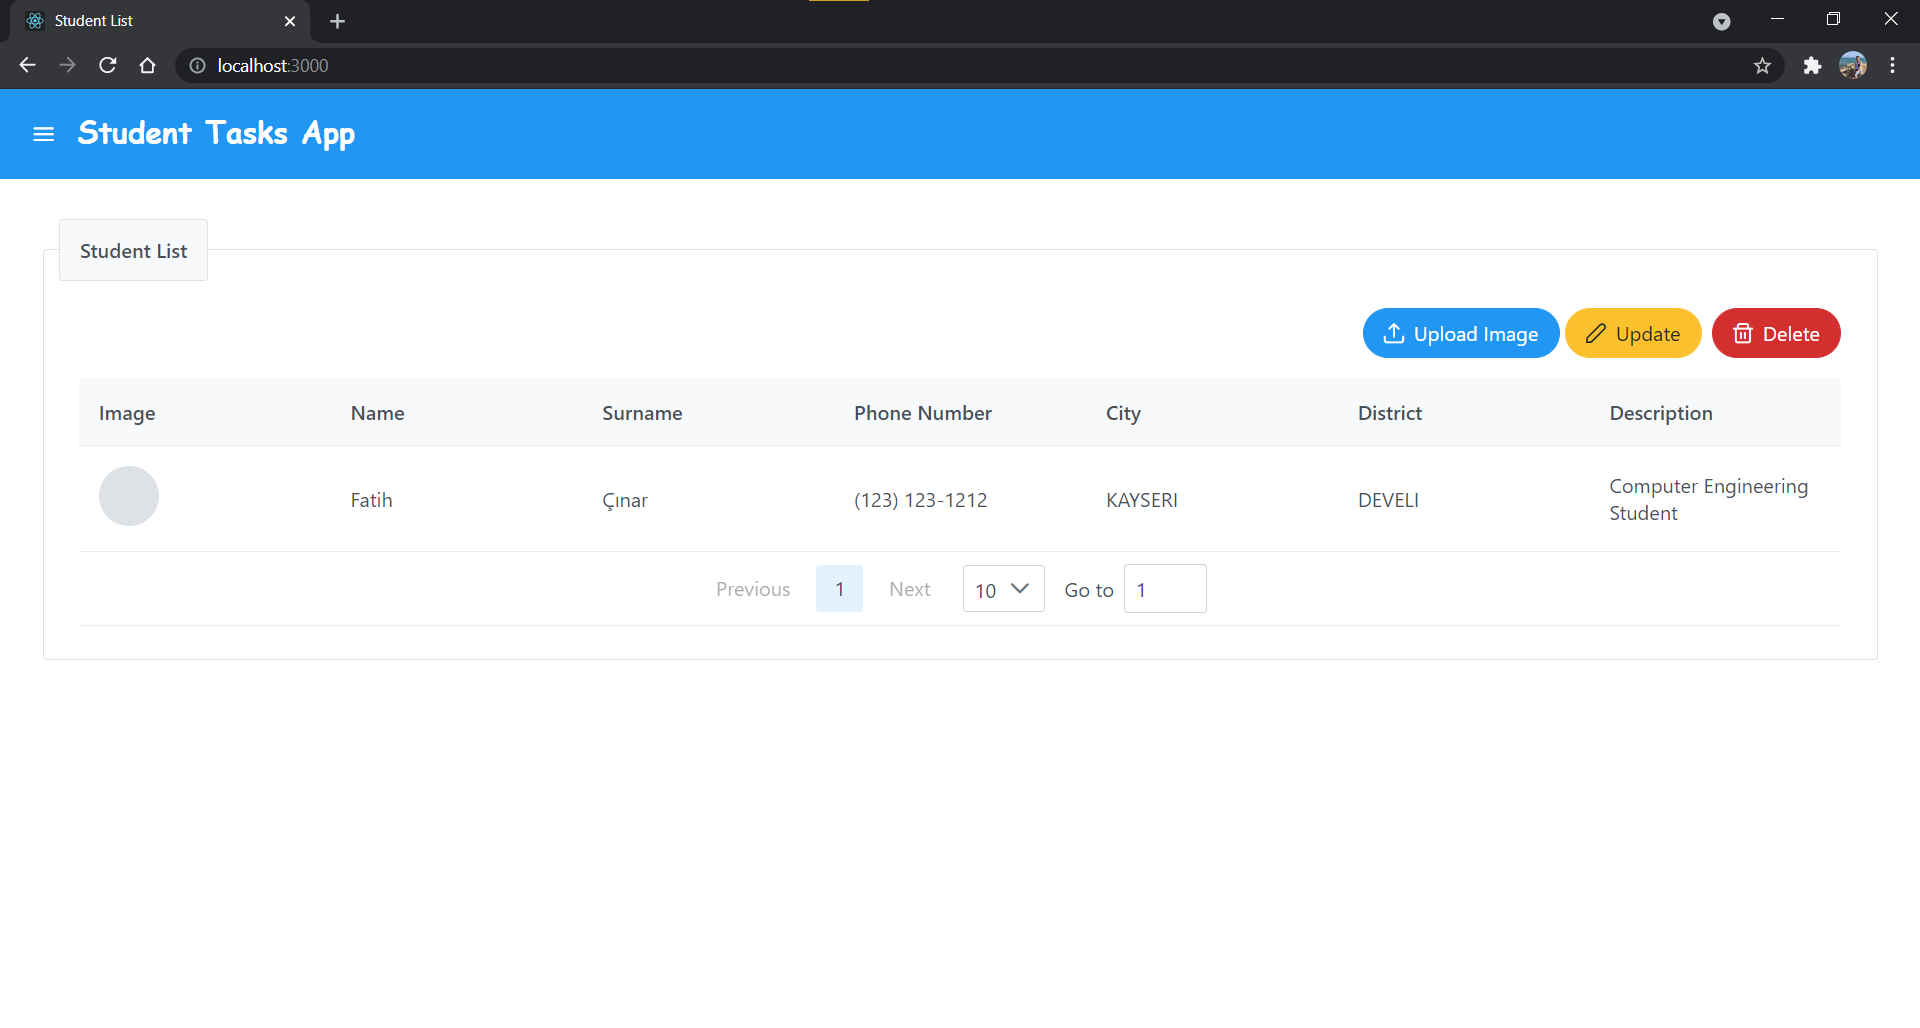 Student List
localhost:3000
Student Tasks App
Student List
Upload Image Update Delete
Image Name Surname Phone Number City District Description
Fatih Çınar (123) 123-1212 KAYSERI DEVELI Computer Engineering
Student
Previous 1 Next 10 Go to 1